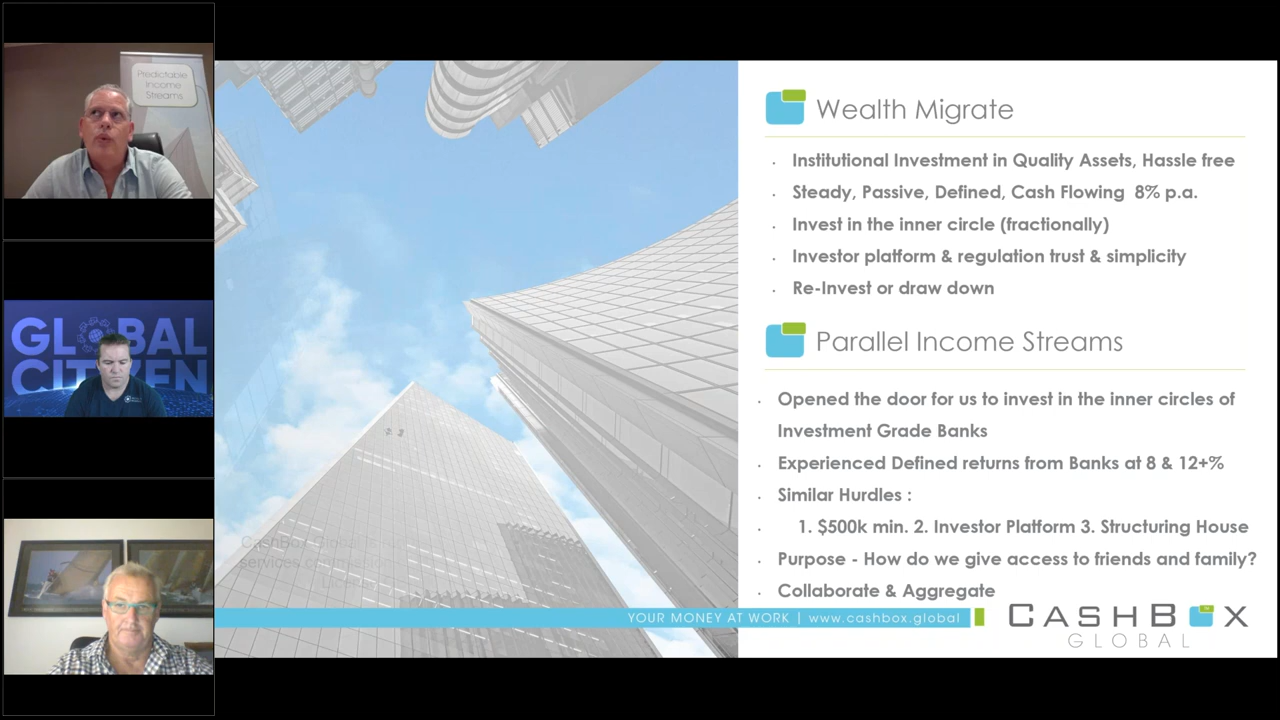 Predictable
Income
Streams
GLOBAL
CITIZEN
Wealth Migrate
Institutional Investment in Quality Assets, Hassle free
Steady, Passive, Defined, Cash Flowing 8% p.a.
Invest in the inner circle (fractionally)
Investor platform & regulation trust & simplicity
Re-Invest or draw down
Parallel Income Streams
Opened the door for us to invest in the inner circles of
Investment Grade Banks
Experienced Defined returns from Banks at 8 & 12+%
Similar Hurdles :
1. $500k min. 2. Investor Platform 3. Structuring House
Purpose - How do we give access to friends and family?
Collaborate & Aggregate
YOUR MONEY AT WORK | www.cashbox.global
CASHBOX
GLOBAL